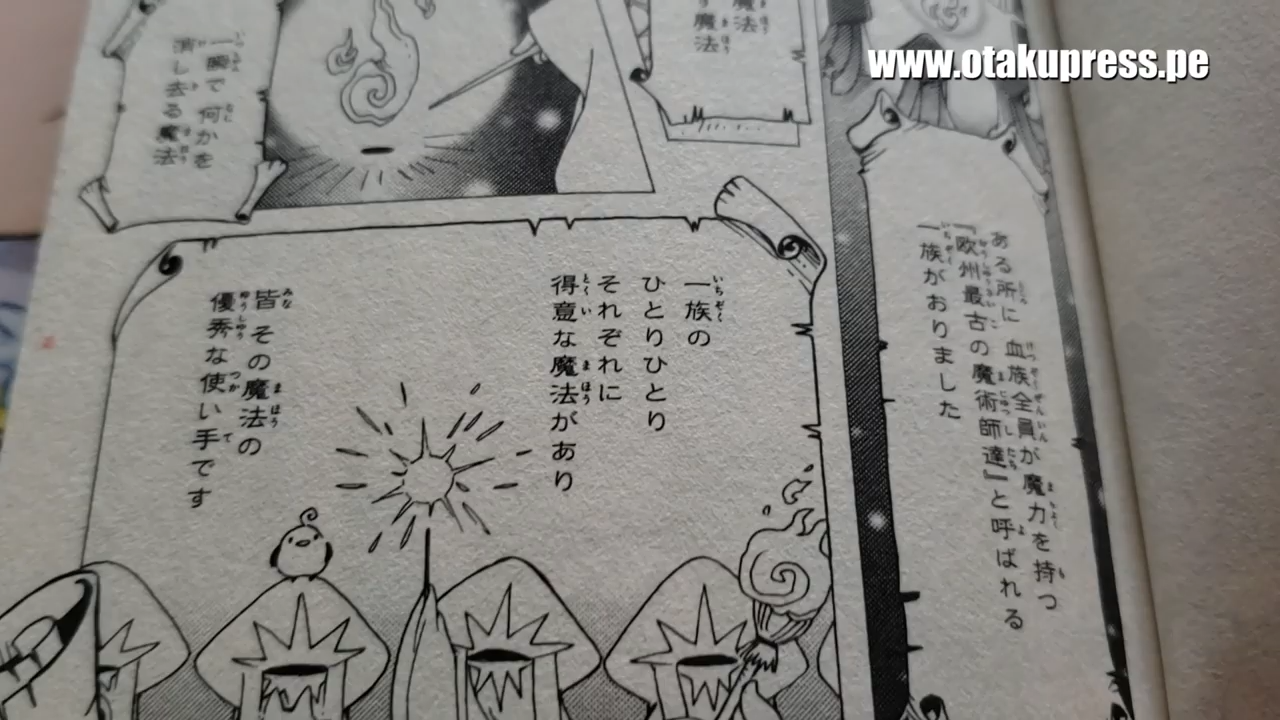 www.otakupress.pe
ある所に 血族全員が魔力を持つ
『欧州最古の魔術師達』と呼ばれる
一族がおりました
魔法
魔法
一瞬で 何かを
消し去る魔法
一族の
ひとりひとり
それぞれに
得意な魔法があり
皆 その魔法の
優秀な使い手です